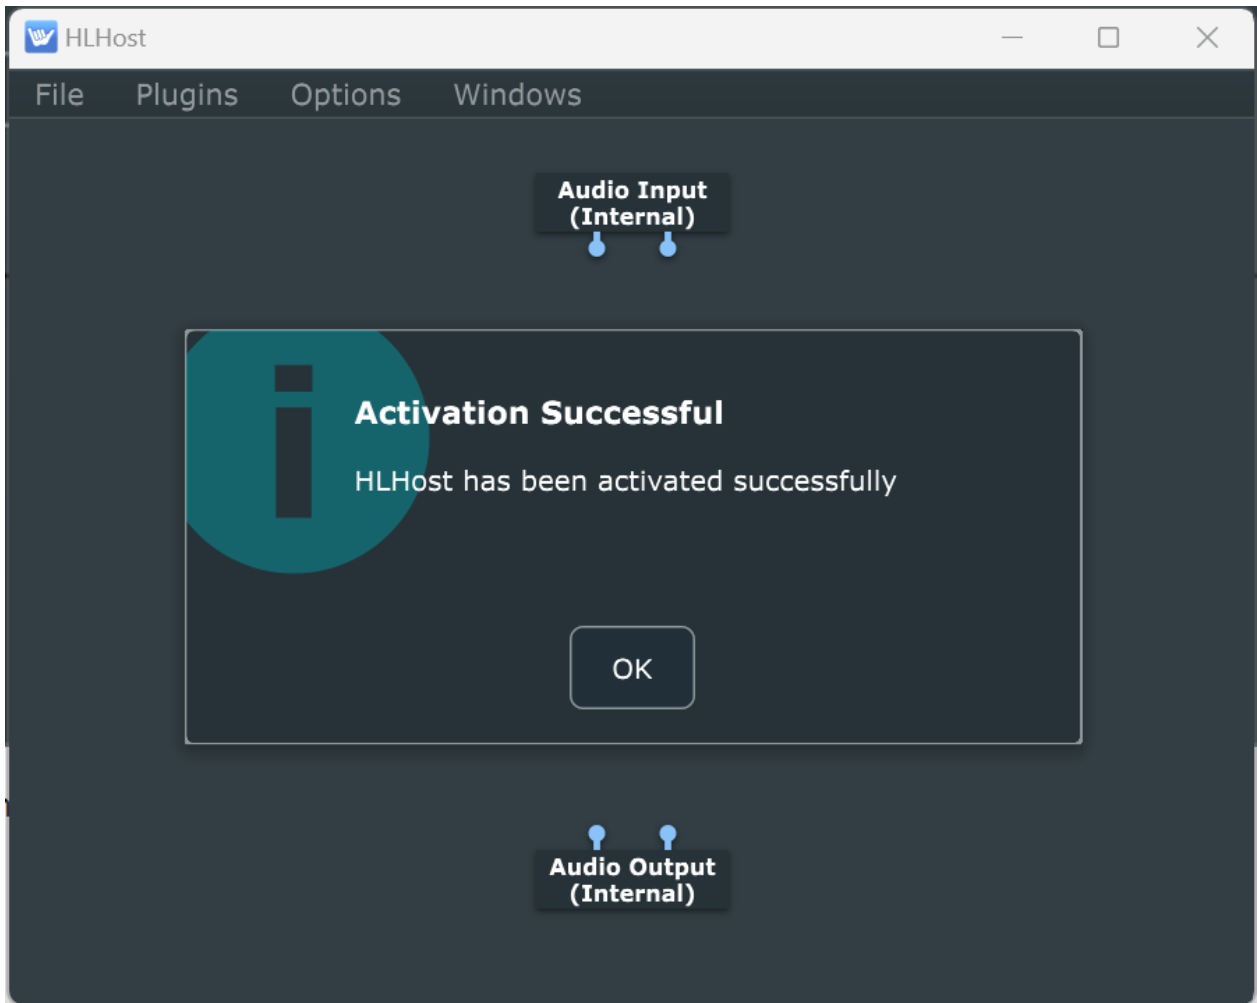 HLHost
File Plugins Options Windows
Audio Input
(Internal)
Activation Successful
HLHost has been activated successfully
OK
Audio Output
(Internal)